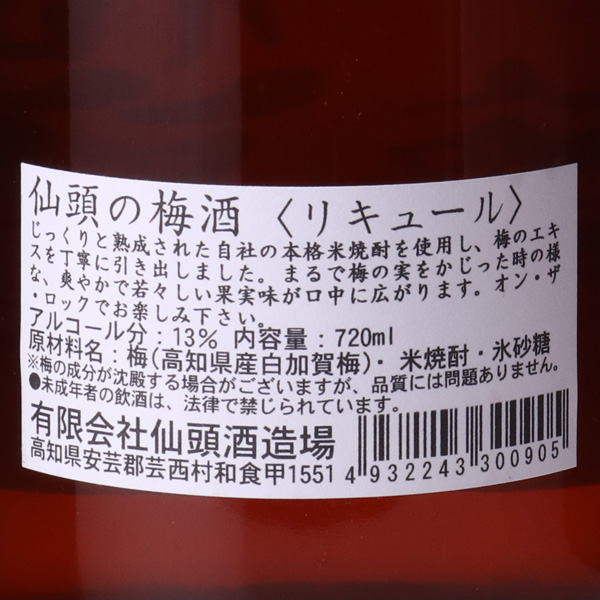 仙頭の梅酒〈リキュール〉
じっくりと熟成された自社の本格米焼酎を使用し、梅のエキ
スを丁寧に引き出しました。まるで梅の実をかじった時の様
な、爽やかで若々しい果実味が口中に広がります。オン・ザ
・ロックでお楽しみ下さい。
アルコール分：13％ 内容量：720ml
原材料名：梅(高知県産白加賀梅)・米焼酎・氷砂糖
※梅の成分が沈殿する場合がございますが、品質には問題ありません。
●未成年者の飲酒は、法律で禁じられています。
有限会社仙頭酒造場
高知県安芸郡芸西村和食甲1551
4932243300905